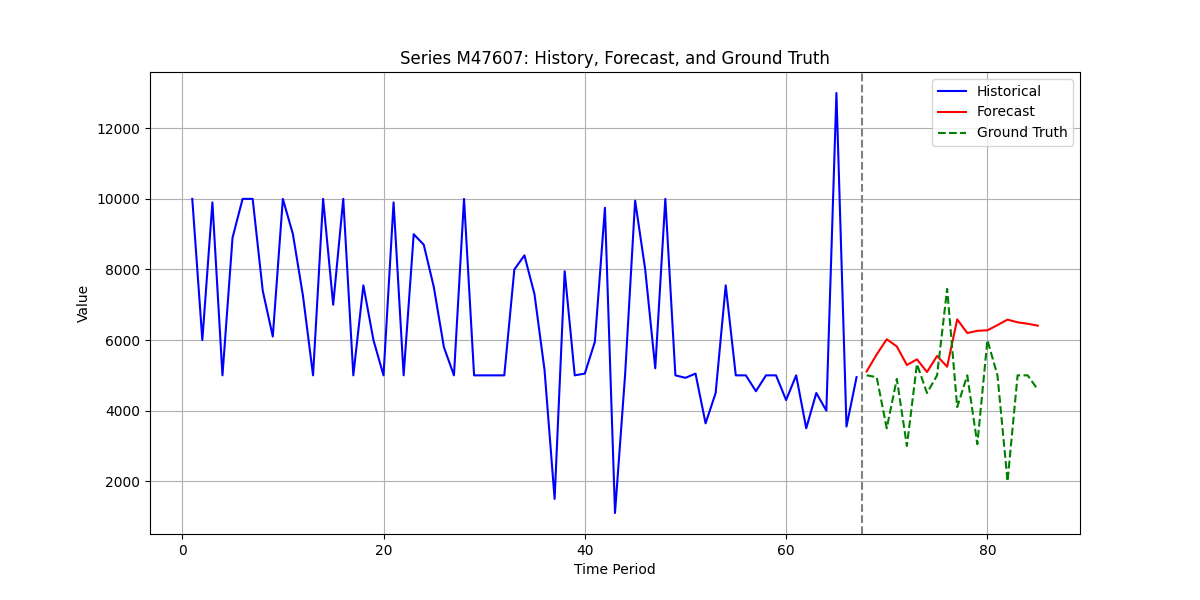 Series M47607: History, Forecast, and Ground Truth
Historical
Forecast
Ground Truth
12000
10000
8000
6000
4000
2000
Value
0
20
40
60
80
Time Period